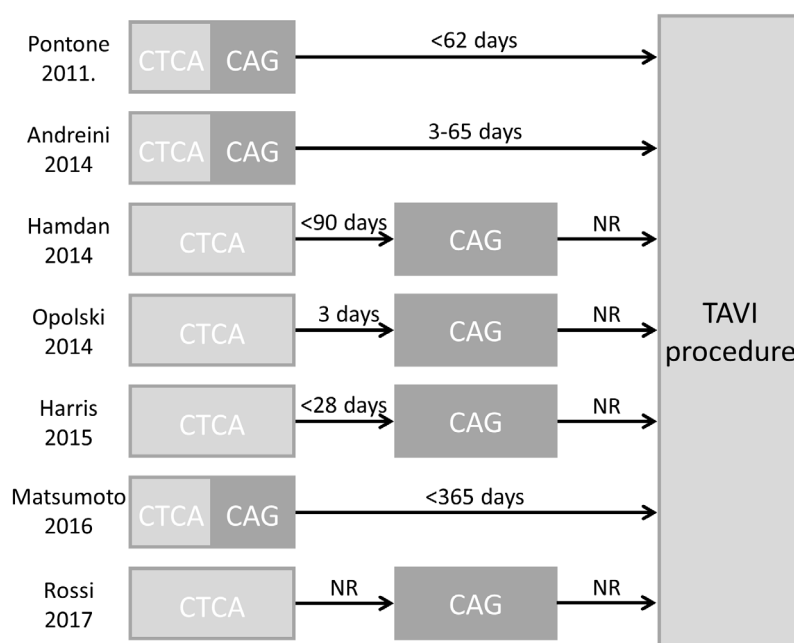 Pontone
2011.
CTCA CAG
<62 days
Andreini
2014
CTCA CAG
3-65 days
Hamdan
2014
CTCA
<90 days
CAG
NR
Opolski
2014
CTCA
3 days
CAG
NR
TAVI
procedure
Harris
2015
CTCA
<28 days
CAG
NR
Matsumoto
2016
CTCA CAG
<365 days
Rossi
2017
CTCA
NR
CAG
NR